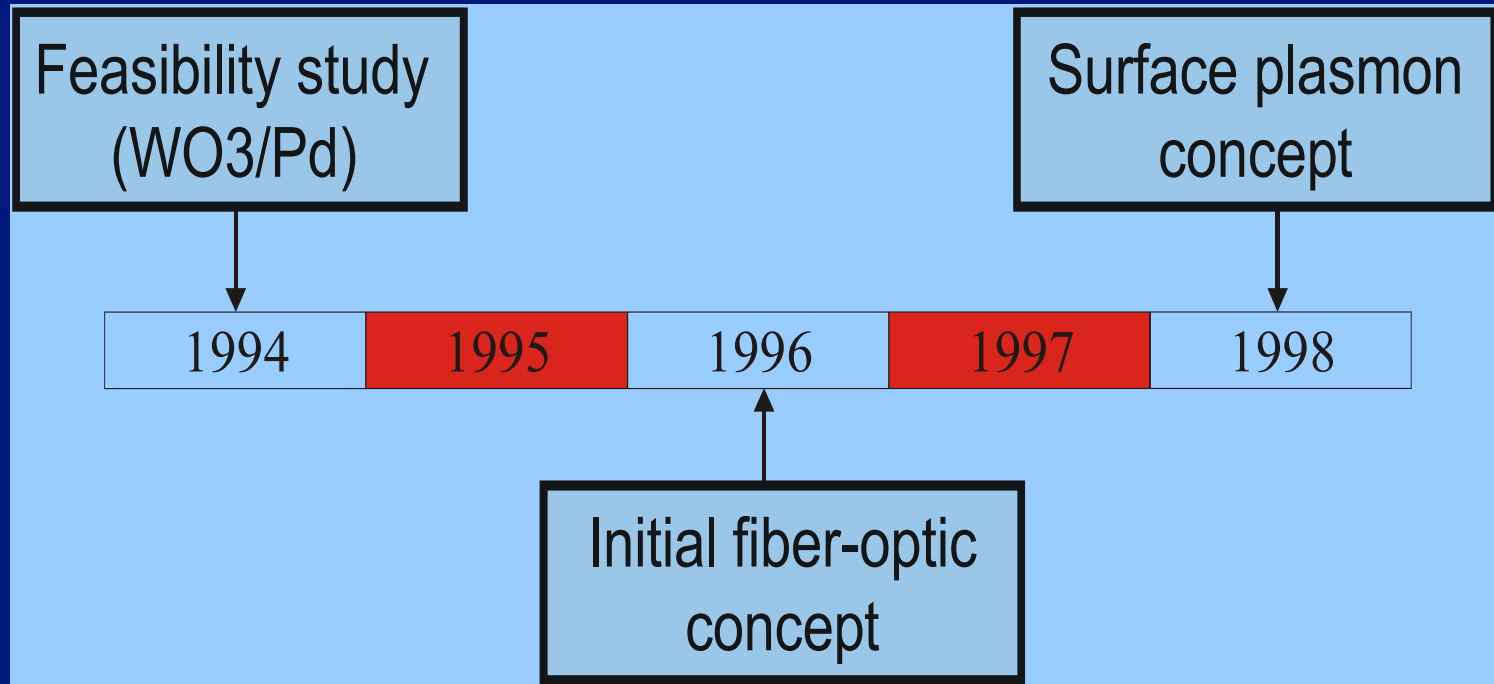 Feasibility study
(WO3/Pd)
Surface plasmon
concept
1994
1995
1996
1997
1998
Initial fiber-optic
concept